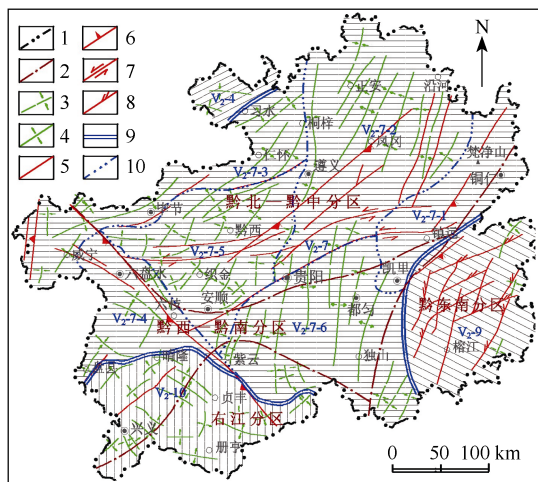 1 6
2 7
3 8
4 9
5 10
N
V₂-4
习水
正安
沿河
桐梓
V₂-7-2
凤冈
仁怀
遵义
梵净山
V₂-7-3
铜仁
毕节
黔北—黔中分区
V₂-7-1
黔西
镇远
V₂-7-5
V₂-7-
威宁
六盘水
织金
贵阳
凯里
安顺
都匀
黔东南分区
V₂-7-4
黔西—黔南分区
V₂-7-6
V₂-9
晴隆
紫云
独山
榕江
盘县
V₂-10
贞丰
右江分区
兴义
册亨
0 50 100 km